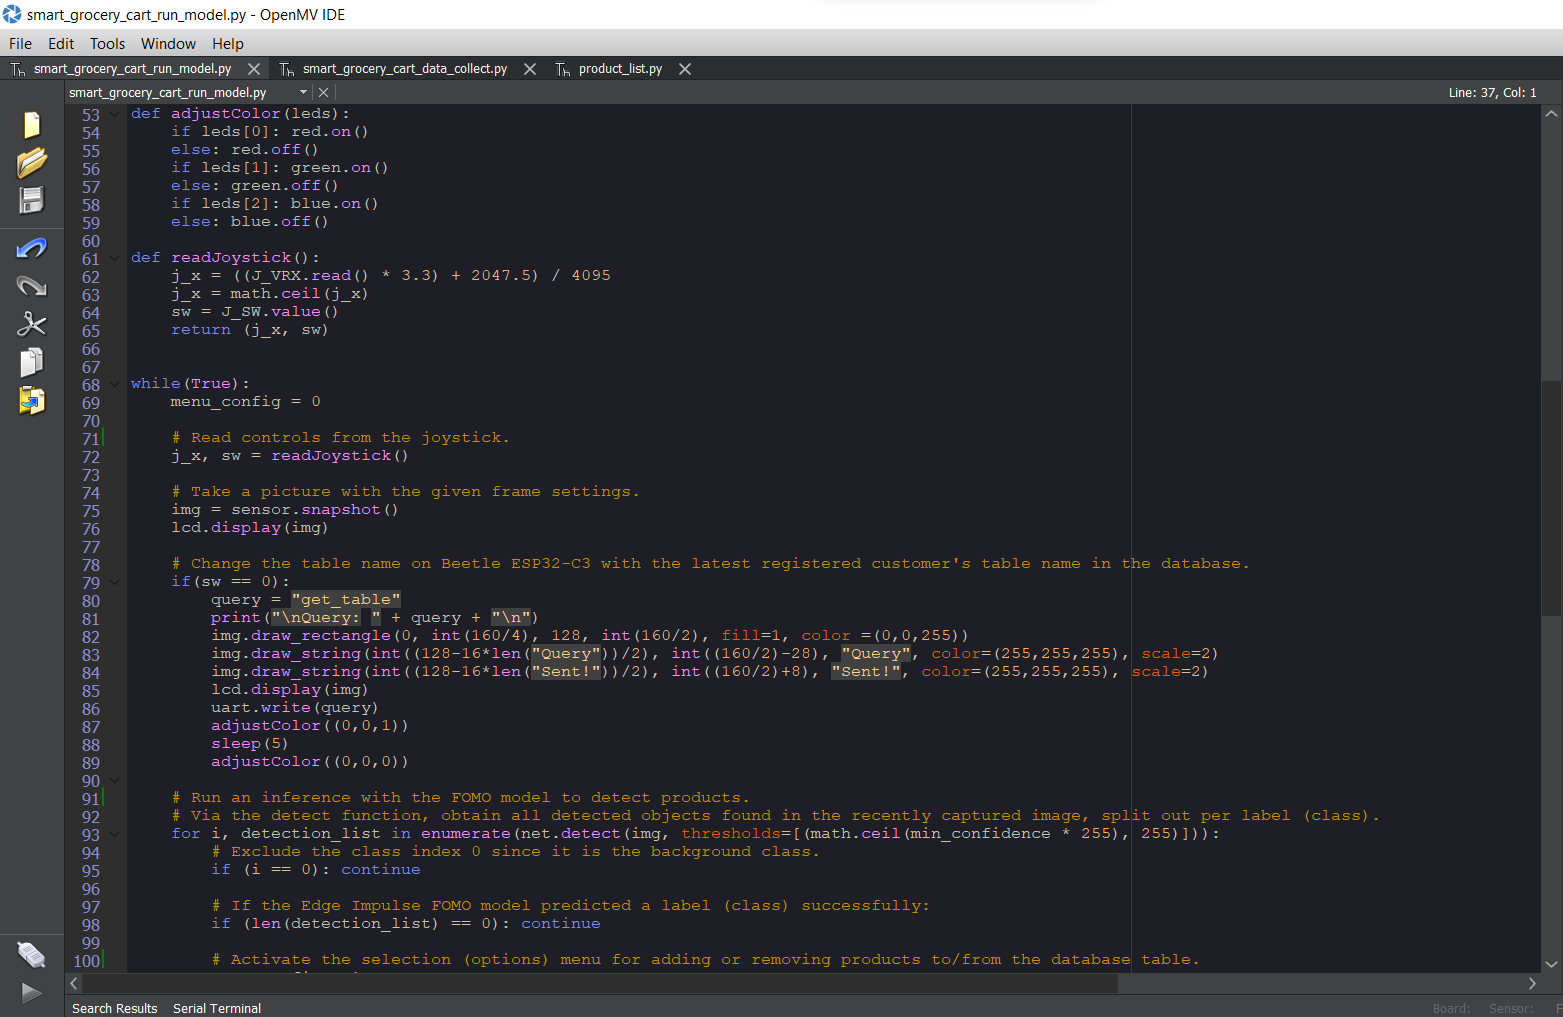 smart_grocery_cart_run_model.py - OpenMV IDE
File Edit Tools Window Help
smart_grocery_cart_run_model.py smart_grocery_cart_data_collect.py product_list.py
smart_grocery_cart_run_model.py Line: 37, Col: 1
53 def adjustColor(leds):
54     if leds[0]: red.on()
55     else: red.off()
56     if leds[1]: green.on()
57     else: green.off()
58     if leds[2]: blue.on()
59     else: blue.off()
60
61 def readJoystick():
62     j_x = ((J_VRX.read() * 3.3) + 2047.5) / 4095
63     j_x = math.ceil(j_x)
64     sw = J_SW.value()
65     return (j_x, sw)
66
67
68 while(True):
69     menu_config = 0
70
71     # Read controls from the joystick.
72     j_x, sw = readJoystick()
73
74     # Take a picture with the given frame settings.
75     img = sensor.snapshot()
76     lcd.display(img)
77
78     # Change the table name on Beetle ESP32-C3 with the latest registered customer's table name in the database.
79     if(sw == 0):
80         query = "get_table"
81         print("\nQuery: " + query + "\n")
82         img.draw_rectangle(0, int(160/4), 128, int(160/2), fill=1, color =(0,0,255))
83         img.draw_string(int((128-16*len("Query"))/2), int((160/2)-28), "Query", color=(255,255,255), scale=2)
84         img.draw_string(int((128-16*len("Sent!"))/2), int((160/2)+8), "Sent!", color=(255,255,255), scale=2)
85         lcd.display(img)
86         uart.write(query)
87         adjustColor((0,0,1))
88         sleep(5)
89         adjustColor((0,0,0))
90
91     # Run an inference with the FOMO model to detect products.
92     # Via the detect function, obtain all detected objects found in the recently captured image, split out per label (class).
93     for i, detection_list in enumerate(net.detect(img, thresholds=[(math.ceil(min_confidence * 255), 255)])):
94         # Exclude the class index 0 since it is the background class.
95         if (i == 0): continue
96
97         # If the Edge Impulse FOMO model predicted a label (class) successfully:
98         if (len(detection_list) == 0): continue
99
100         # Activate the selection (options) menu for adding or removing products to/from the database table.
Search Results Serial Terminal Board: Sensor: F